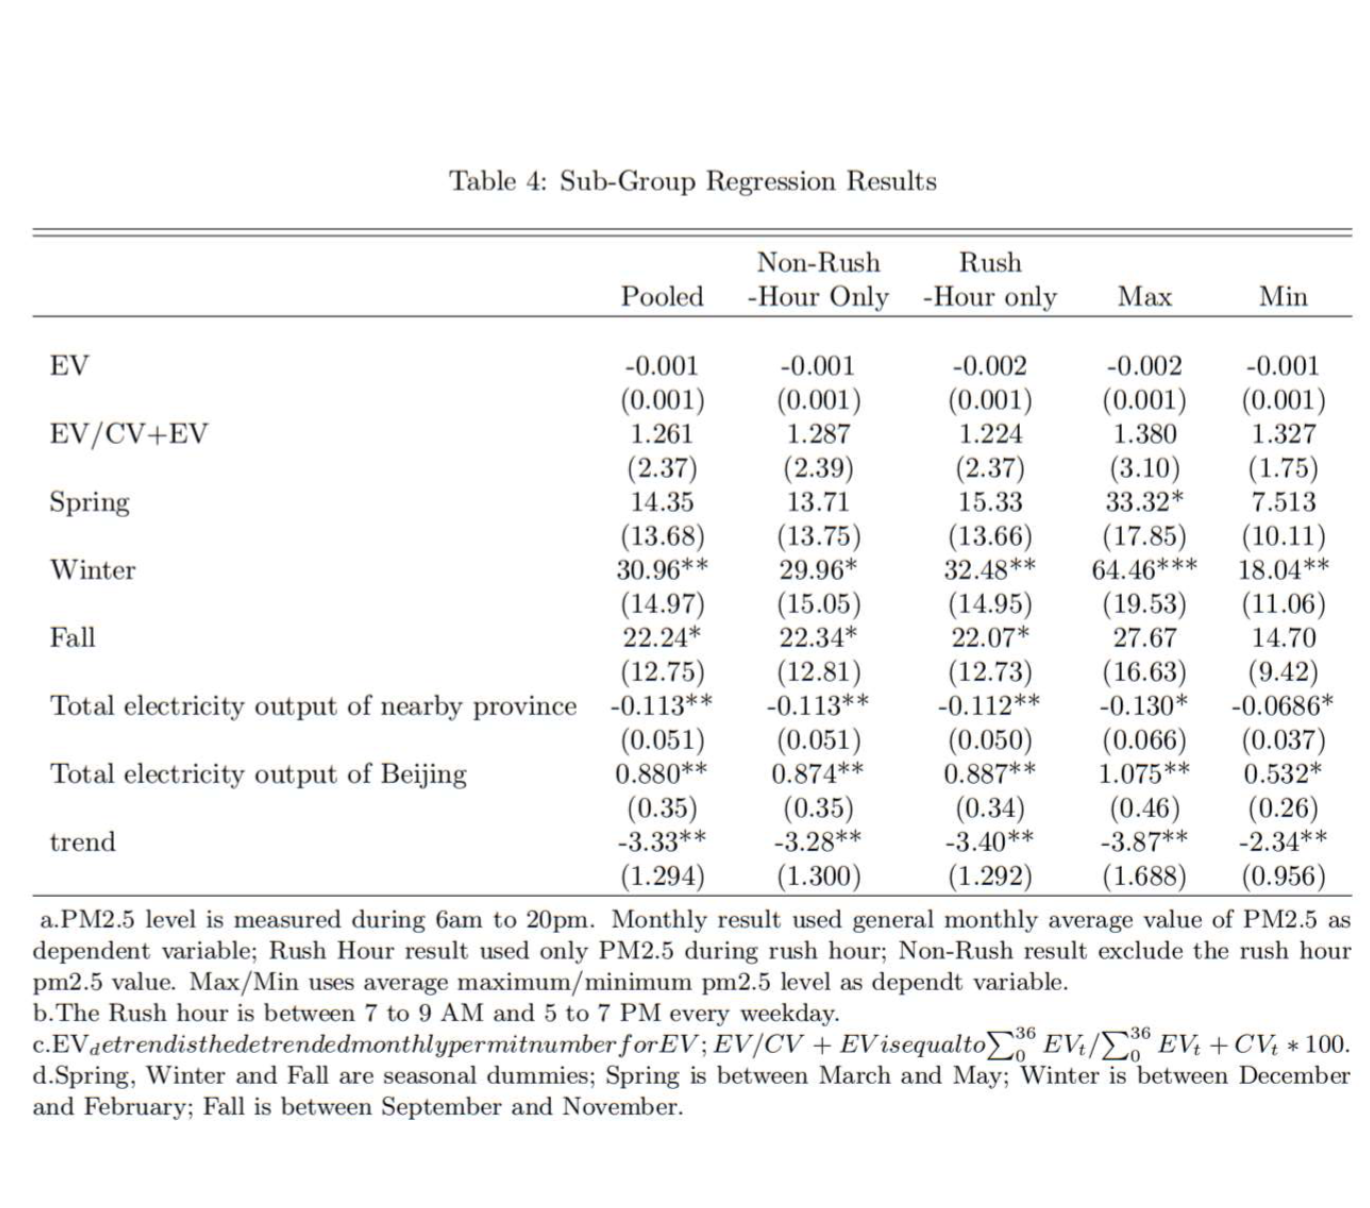 Table 4: Sub-Group Regression Results
Non-Rush Rush
Pooled -Hour Only -Hour only Max Min
EV -0.001 -0.001 -0.002 -0.002 -0.001
(0.001) (0.001) (0.001) (0.001) (0.001)
EV/CV+EV 1.261 1.287 1.224 1.380 1.327
(2.37) (2.39) (2.37) (3.10) (1.75)
Spring 14.35 13.71 15.33 33.32* 7.513
(13.68) (13.75) (13.66) (17.85) (10.11)
Winter 30.96** 29.96* 32.48** 64.46*** 18.04**
(14.97) (15.05) (14.95) (19.53) (11.06)
Fall 22.24* 22.34* 22.07* 27.67 14.70
(12.75) (12.81) (12.73) (16.63) (9.42)
Total electricity output of nearby province -0.113** -0.113** -0.112** -0.130* -0.0686*
(0.051) (0.051) (0.050) (0.066) (0.037)
Total electricity output of Beijing 0.880** 0.874** 0.887** 1.075** 0.532*
(0.35) (0.35) (0.34) (0.46) (0.26)
trend -3.33** -3.28** -3.40** -3.87** -2.34**
(1.294) (1.300) (1.292) (1.688) (0.956)
a.PM2.5 level is measured during 6am to 20pm. Monthly result used general monthly average value of PM2.5 as
dependent variable; Rush Hour result used only PM2.5 during rush hour; Non-Rush result exclude the rush hour
pm2.5 value. Max/Min uses average maximum/minimum pm2.5 level as dependt variable.
b.The Rush hour is between 7 to 9 AM and 5 to 7 PM every weekday.
c.EV_detrendisthedetrendedmonthlypermitnumberforEV; EV/CV + EVisequalto∑₀³⁶ EVₜ/∑₀³⁶ EVₜ + CVₜ * 100.
d.Spring, Winter and Fall are seasonal dummies; Spring is between March and May; Winter is between December
and February; Fall is between September and November.